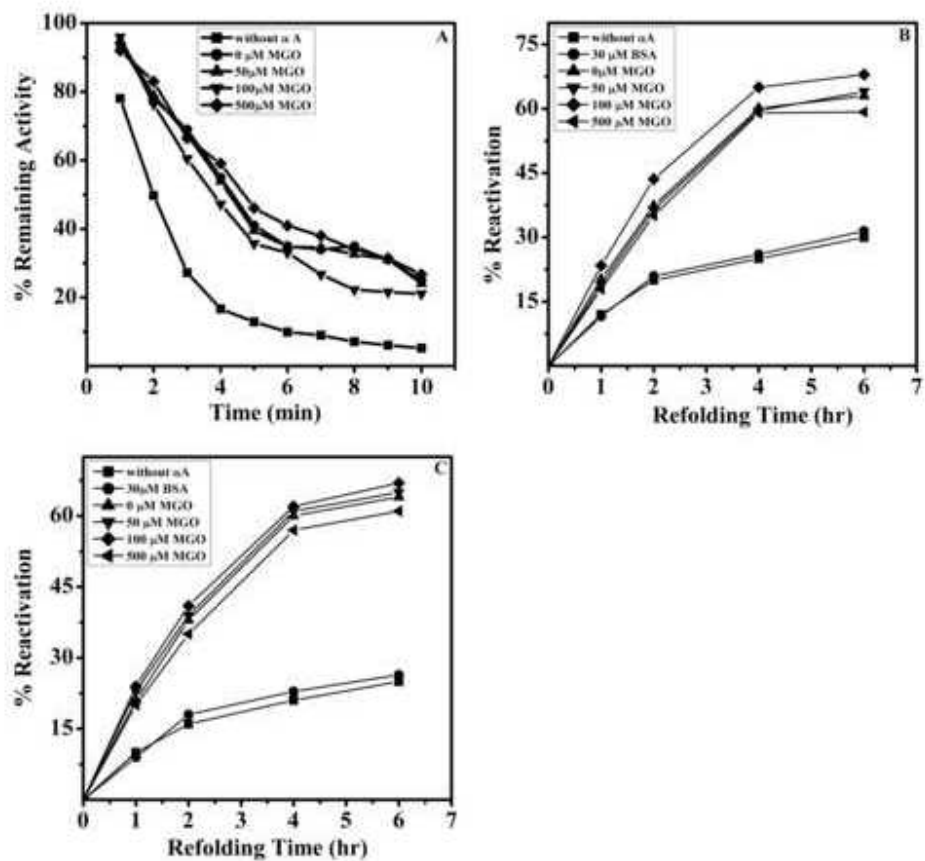 A
without α A
0 μM MGO
50μM MGO
100μM MGO
500μM MGO
100
80
60
40
20
% Remaining Activity
0 2 4 6 8 10
Time (min)
B
without αA
30 μM BSA
0μM MGO
50 μM MGO
100 μM MGO
500 μM MGO
75
60
45
30
15
% Reactivation
0 1 2 3 4 5 6 7
Refolding Time (hr)
C
without αA
30μM BSA
0 μM MGO
50 μM MGO
100 μM MGO
500 μM MGO
60
45
30
15
% Reactivation
0 1 2 3 4 5 6 7
Refolding Time (hr)